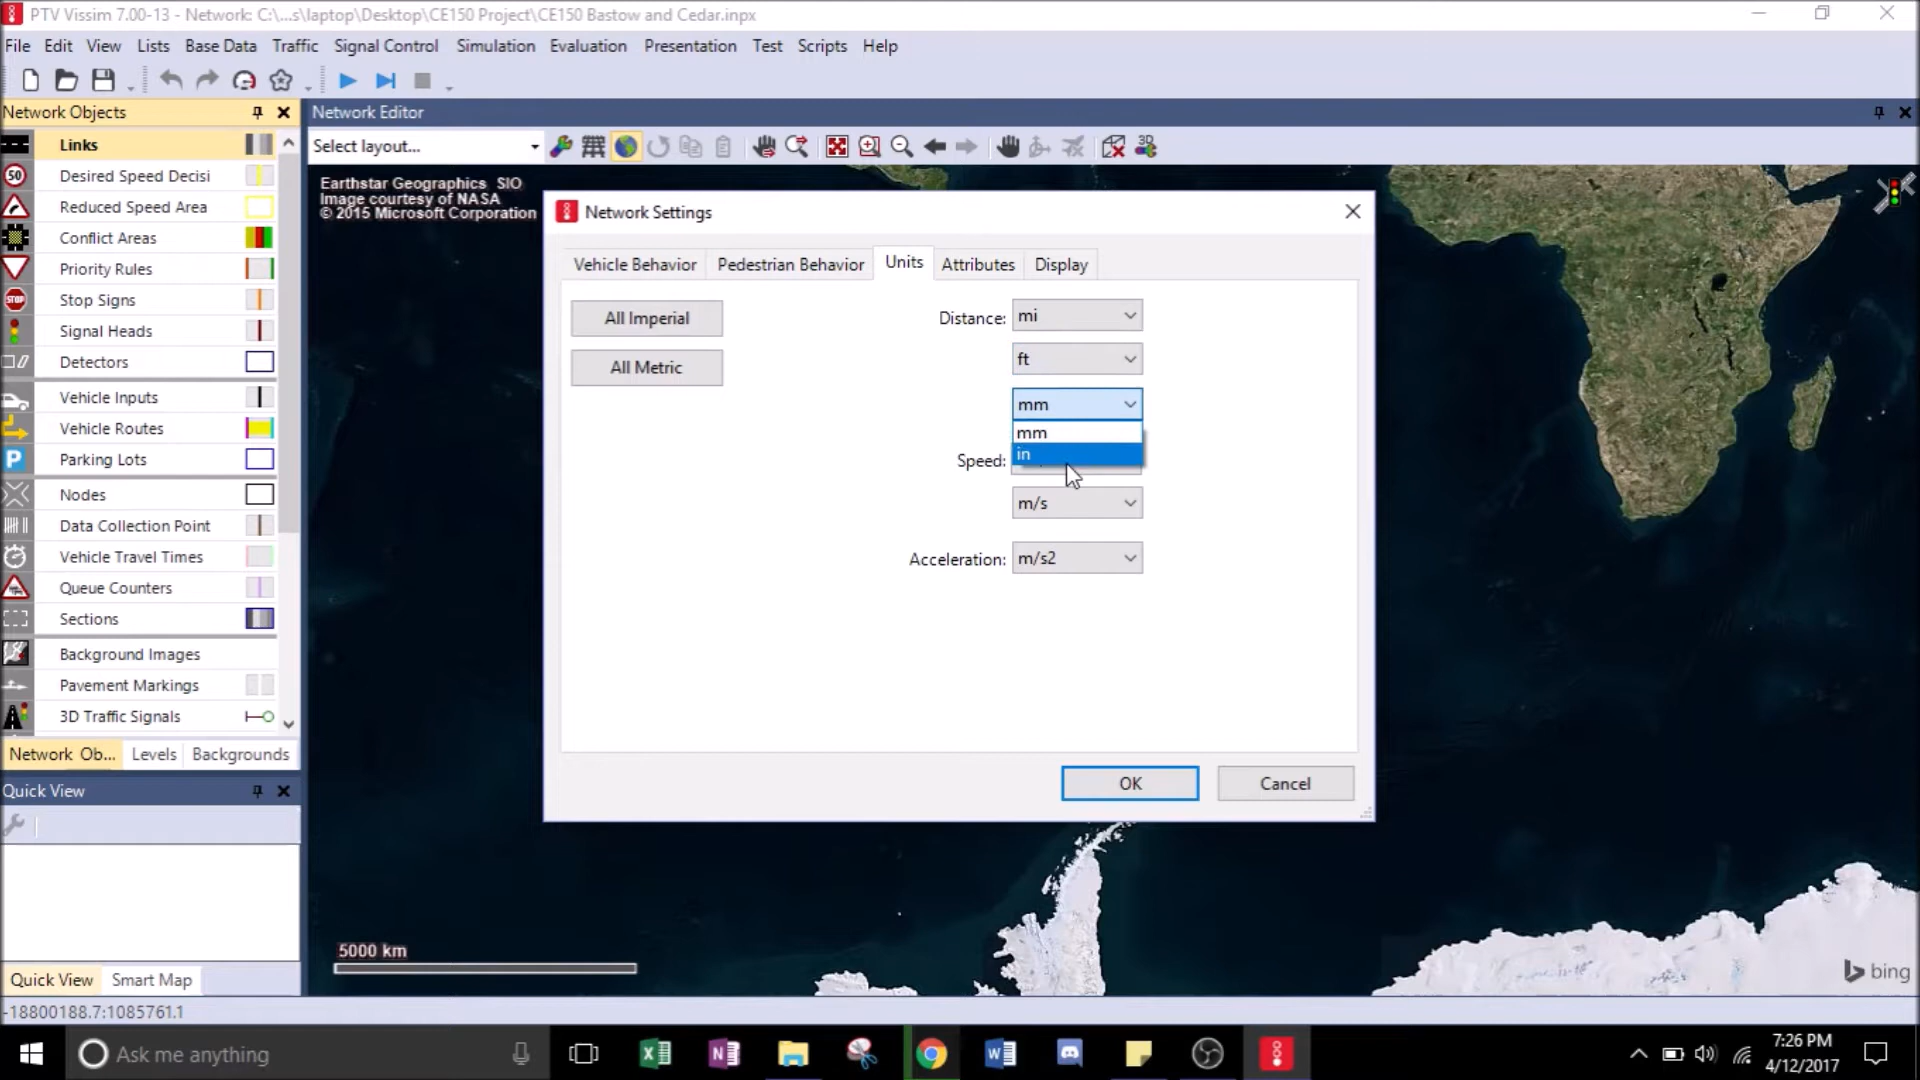 PTV Vissim 7.00-13 - Network: C:\...s\laptop\Desktop\CE150 Project\CE150 Bastow and Cedar.inpx
File Edit View Lists Base Data Traffic Signal Control Simulation Evaluation Presentation Test Scripts Help
Network Objects
Network Editor
Links
Select layout...
50
Desired Speed Decisi
Reduced Speed Area
Conflict Areas
Priority Rules
STOP
Stop Signs
Signal Heads
Detectors
Vehicle Inputs
Vehicle Routes
P
Parking Lots
Nodes
Data Collection Point
Vehicle Travel Times
Queue Counters
Sections
Background Images
Pavement Markings
3D Traffic Signals
Network Ob... Levels Backgrounds
Quick View
Quick View Smart Map
-18800188.7:1085761.1
3D
Earthstar Geographics SIO
Image courtesy of NASA
© 2015 Microsoft Corporation
Network Settings
Vehicle Behavior Pedestrian Behavior Units Attributes Display
All Imperial
All Metric
Distance: mi
ft
mm
mm
in
Speed:
m/s
Acceleration: m/s2
OK Cancel
5000 km
bing
Ask me anything
7:26 PM
4/12/2017